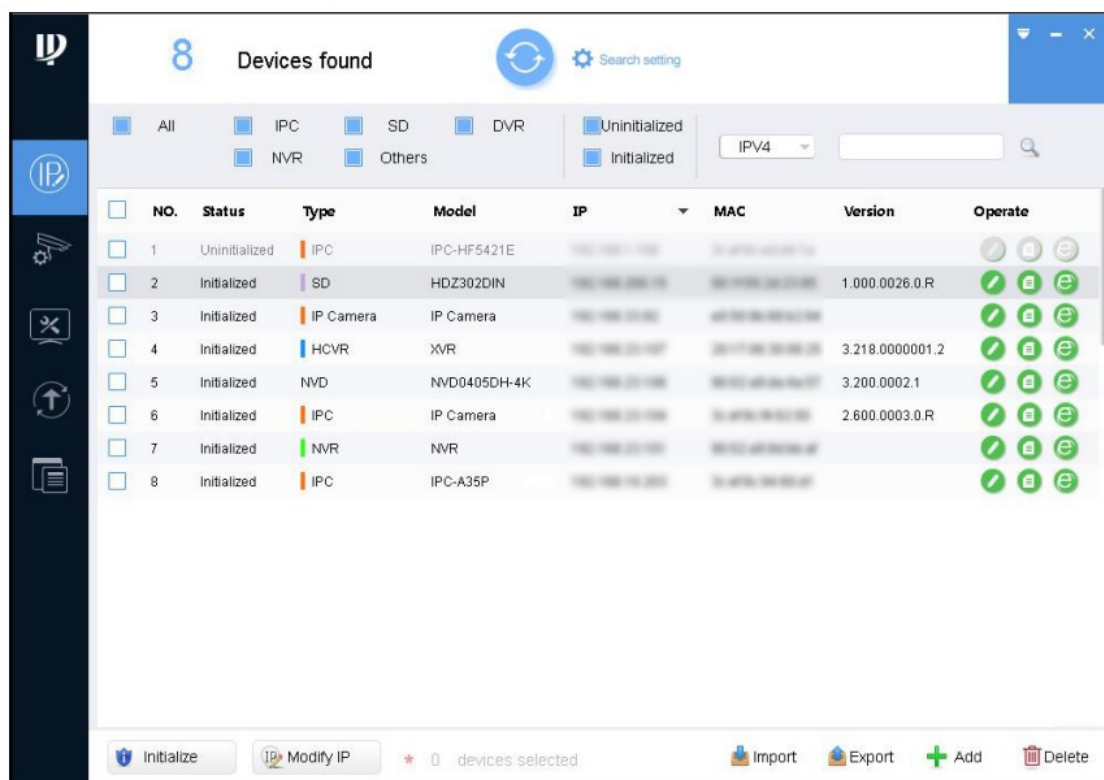 IP
8 Devices found Search setting
All IPC SD DVR Uninitialized
NVR Others Initialized IPV4
IP
NO. Status Type Model IP MAC Version Operate
1 Uninitialized IPC IPC-HF5421E
2 Initialized SD HDZ302DIN 1.000.0026.0.R
3 Initialized IP Camera IP Camera
4 Initialized HCVR XVR 3.218.0000001.2
5 Initialized NVD NVD0405DH-4K 3.200.0002.1
6 Initialized IPC IP Camera 2.600.0003.0.R
7 Initialized NVR NVR
8 Initialized IPC IPC-A35P
Initialize IP Modify IP * 0 devices selected Import Export Add Delete